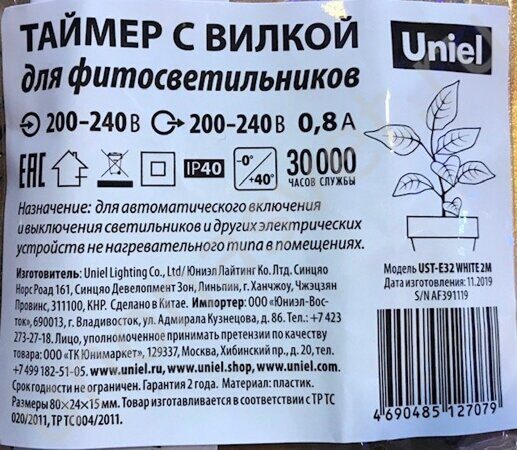 ТАЙМЕР С ВИЛКОЙ
для фитосветильников
Uniel
200–240 В 200–240 В 0,8 А
EAC IP40 -0° +40° 30 000
ЧАСОВ СЛУЖБЫ
Назначение: для автоматического включения
и выключения светильников и других электрических
устройств не нагревательного типа в помещениях.
Изготовитель: Uniel Lighting Co., Ltd/ Юниэл Лайтинг Ко. Лтд. Синцяо
Норс Роад 161, Синцяо Девелопмент Зон, Линьпин, г. Ханчжоу, Чжэцзян
Провинс, 311100, КНР. Сделано в Китае. Импортер: ООО «Юниэл-Вос-
ток», 690013, г. Владивосток, ул. Адмирала Кузнецова, д. 86. Тел.: +7 423
273-27-18. Лицо, уполномоченное принимать претензии по качеству
товара: ООО «ТК Юнимаркет», 129337, Москва, Хибинский пр., д. 20, тел.
+7 499 182-51-05. www.uniel.ru, www.uniel.shop, www.uniel.com.
Срок годности не ограничен. Гарантия 2 года. Материал: пластик.
Размеры 80×24×15 мм. Товар изготовлен в соответствии с ТР ТС
020/2011, ТР ТС 004/2011.
Модель UST-E32 WHITE 2M
Дата изготовления: 11.2019
S/N AF391119
4 690485 127079